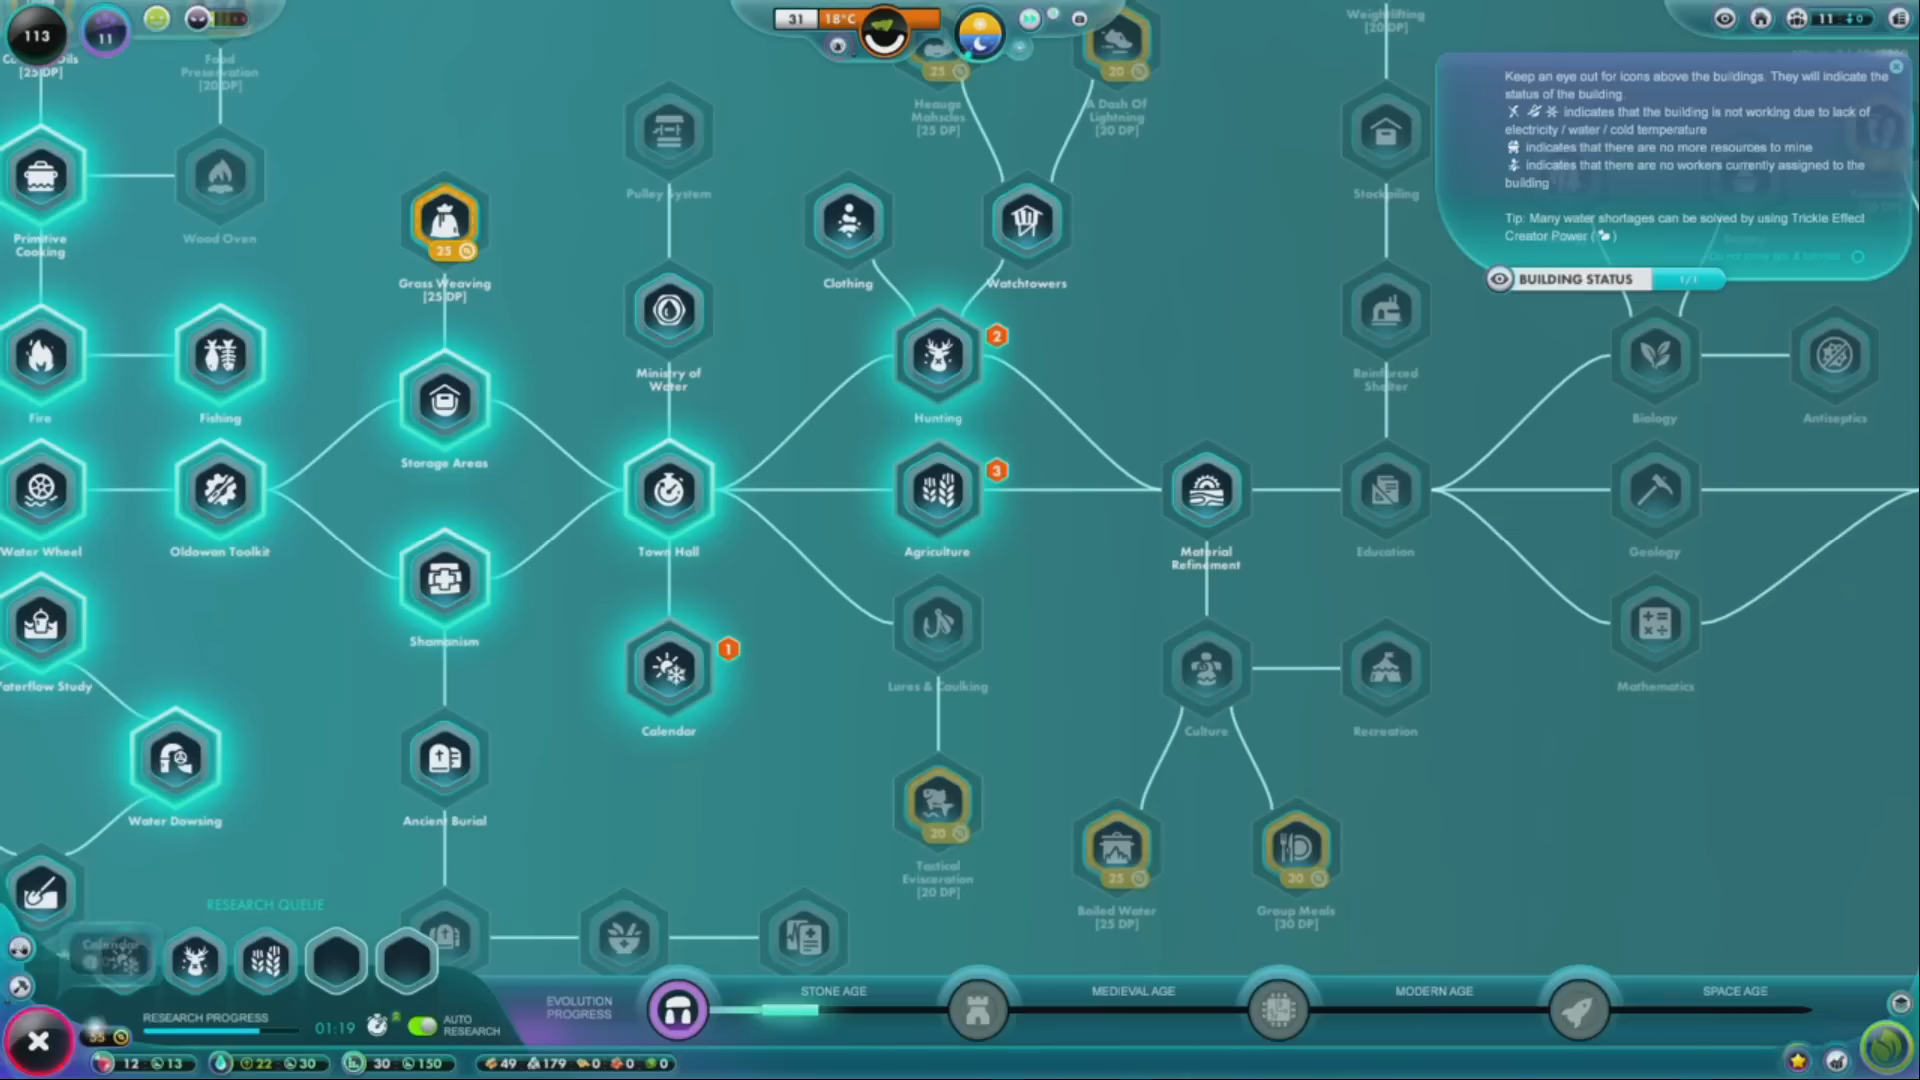 113
11
31
18°C
11
0
[25 DP]
Food
Preservation
[20 DP]
Primitive
Cooking
Wood Oven
25
Grass Weaving
[25 DP]
Pulley System
25
Heauga
[25 DP]
20
A Dash Of
Lightning
[20 DP]
Weightlifting
[20 DP]
Stockpiling
Keep an eye out for icons above the buildings. They will indicate the
status of the building.
indicates that the building is not working due to lack of
electricity / water / cold temperature
indicates that there are no more resources to mine
indicates that there are no workers currently assigned to the
building
Tip: Many water shortages can be solved by using Trickle Effect
Creator Power ( )
BUILDING STATUS
1/1
Clothing
Watchtowers
Ministry of
Water
2
Reinforced
Shelter
Fire
Fishing
Hunting
Biology
Antiseptics
Storage Areas
3
Water Wheel
Oldowan Toolkit
Town Hall
Agriculture
Material
Refinement
Education
Geology
Shamanism
1
Waterflow Study
Calendar
Lures & Caulking
Culture
Recreation
Mathematics
Water Dowsing
Ancient Burial
20
Tactical
Evisceration
[20 DP]
25
Boiled Water
[25 DP]
30
Group Meals
[30 DP]
RESEARCH QUEUE
Calendar
RESEARCH PROGRESS
01:19
AUTO
RESEARCH
55
EVOLUTION
PROGRESS
STONE AGE
MEDIEVAL AGE
MODERN AGE
SPACE AGE
12 13 22 30 30 150 49 179 0 0 0